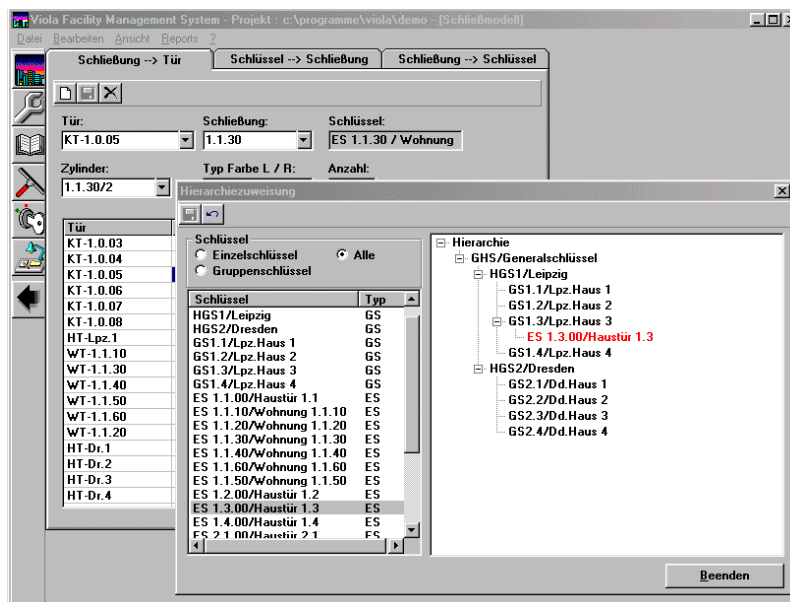 Viola Facility Management System - Projekt : c:\programme\viola\demo - [Schließmodell]
Datei Bearbeiten Ansicht Reports ?
Schließung --> Tür
Schlüssel --> Schließung
Schließung --> Schlüssel
Tür: Schließung: Schlüssel:
KT-1.0.05 1.1.30 ES 1.1.30 / Wohnung
Zylinder: Typ Farbe L / R: Anzahl:
1.1.30/2
Tür
KT-1.0.03
KT-1.0.04
KT-1.0.05
KT-1.0.06
KT-1.0.07
KT-1.0.08
HT-Lpz.1
WT-1.1.10
WT-1.1.30
WT-1.1.40
WT-1.1.50
WT-1.1.60
WT-1.1.20
HT-Dr.1
HT-Dr.2
HT-Dr.3
HT-Dr.4
Hierarchiezuweisung
Schlüssel
Einzelschlüssel Alle
Gruppenschlüssel
Schlüssel Typ
HGS1/Leipzig GS
HGS2/Dresden GS
GS1.1/Lpz.Haus 1 GS
GS1.2/Lpz.Haus 2 GS
GS1.3/Lpz.Haus 3 GS
GS1.4/Lpz.Haus 4 GS
ES 1.1.00/Haustür 1.1 ES
ES 1.1.10/Wohnung 1.1.10 ES
ES 1.1.20/Wohnung 1.1.20 ES
ES 1.1.30/Wohnung 1.1.30 ES
ES 1.1.40/Wohnung 1.1.40 ES
ES 1.1.60/Wohnung 1.1.60 ES
ES 1.1.50/Wohnung 1.1.50 ES
ES 1.2.00/Haustür 1.2 ES
ES 1.3.00/Haustür 1.3 ES
ES 1.4.00/Haustür 1.4 ES
ES 2.1.00/Haustür 2.1 ES
Hierarchie
GHS/Generalschlüssel
HGS1/Leipzig
GS1.1/Lpz.Haus 1
GS1.2/Lpz.Haus 2
GS1.3/Lpz.Haus 3
ES 1.3.00/Haustür 1.3
GS1.4/Lpz.Haus 4
HGS2/Dresden
GS2.1/Dd.Haus 1
GS2.2/Dd.Haus 2
GS2.3/Dd.Haus 3
GS2.4/Dd.Haus 4
Beenden